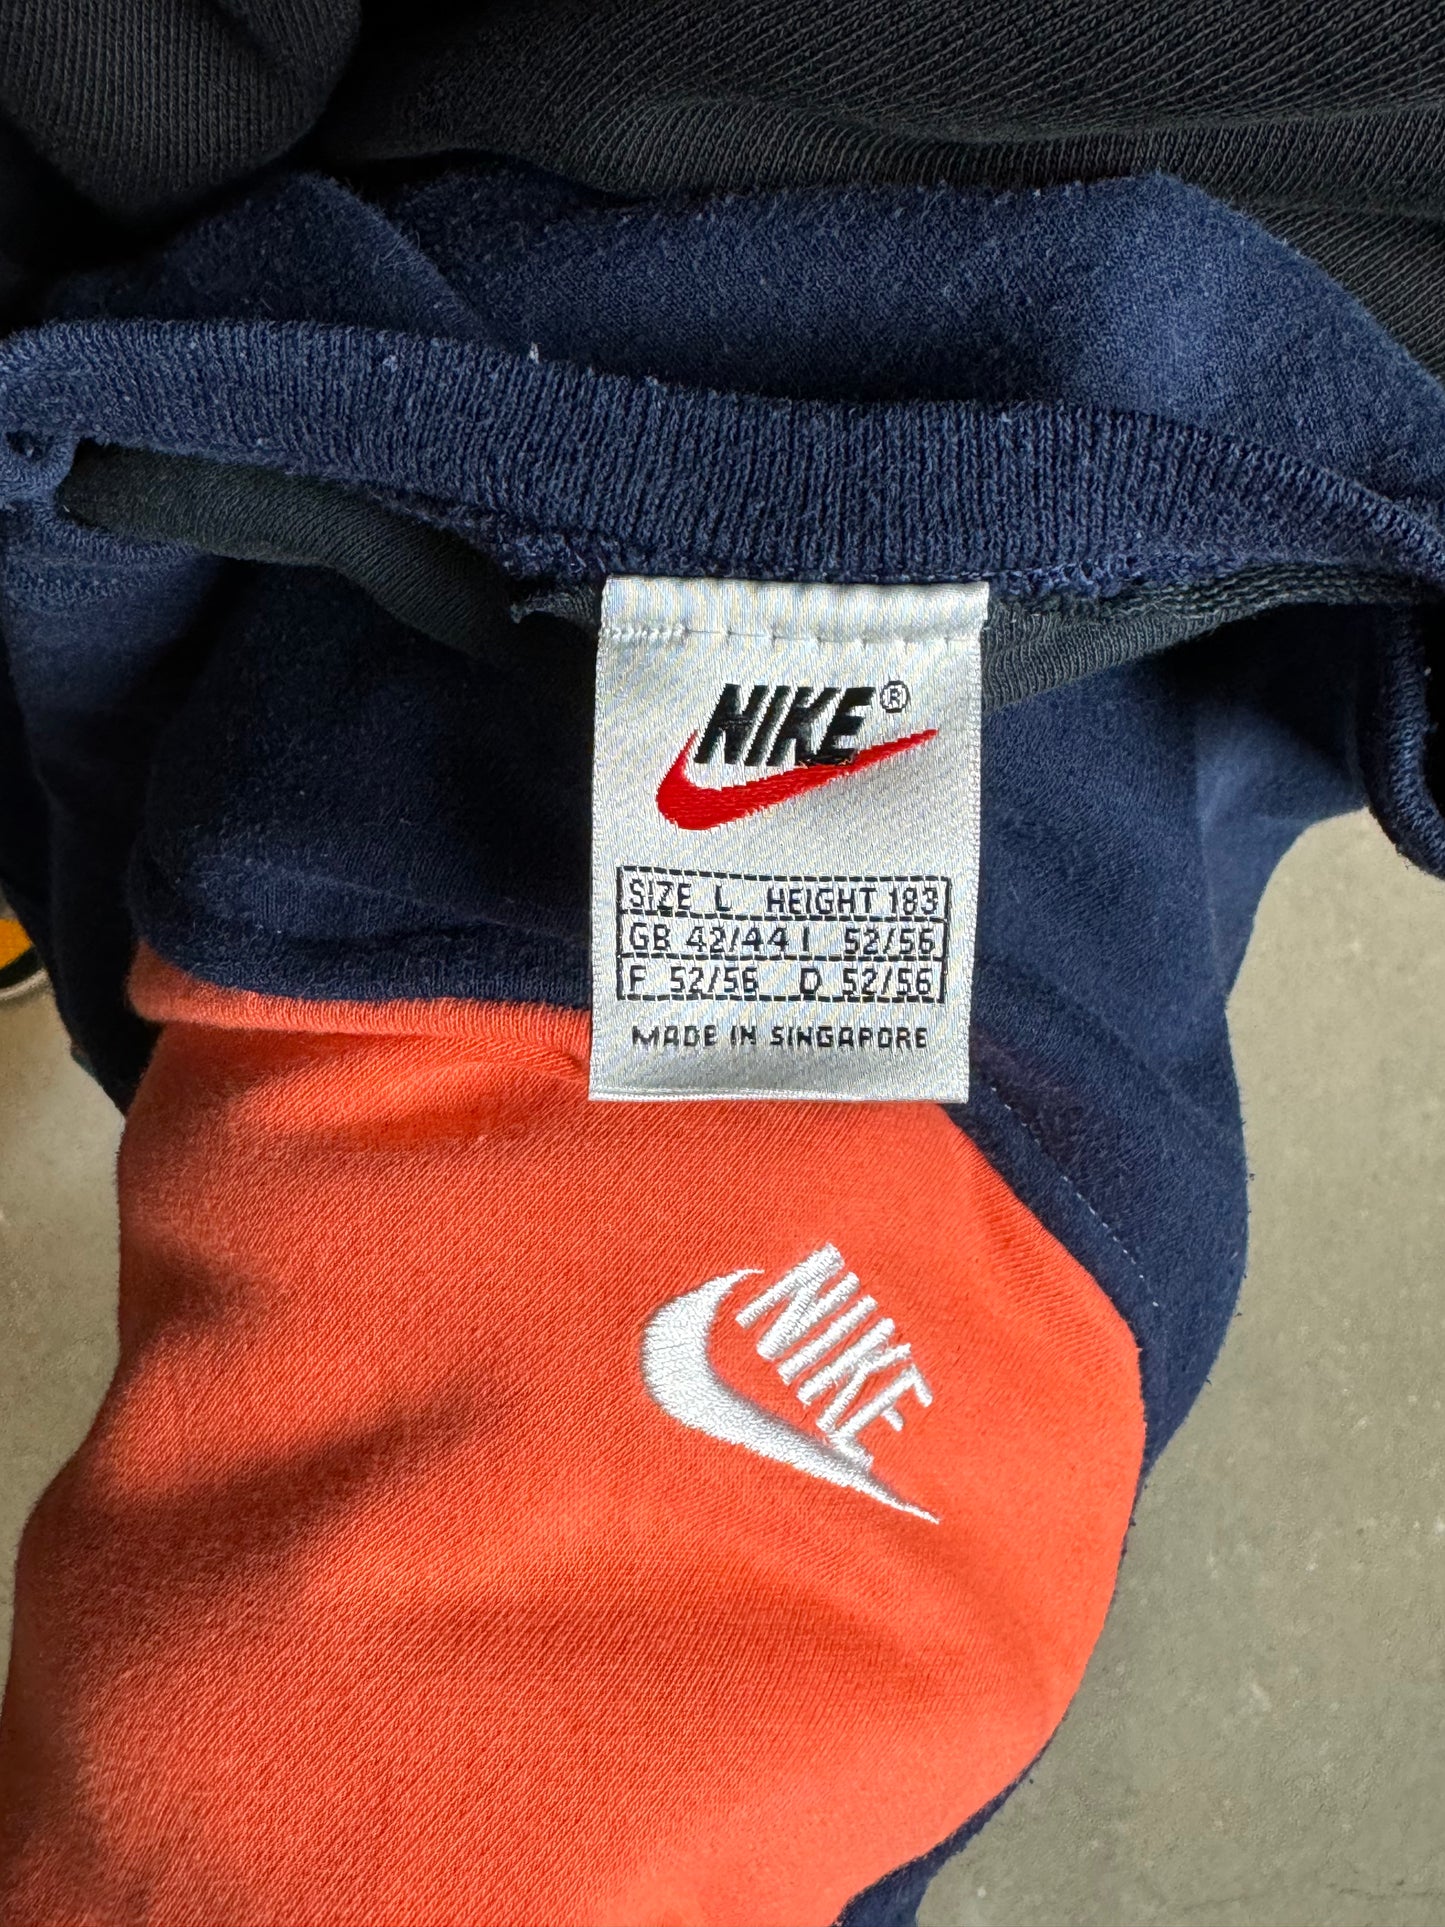 NIKE®
SIZE L HEIGHT 183
GB 42/44 I 52/56
F 52/56 D 52/56
MADE IN SINGAPORE
NIKE